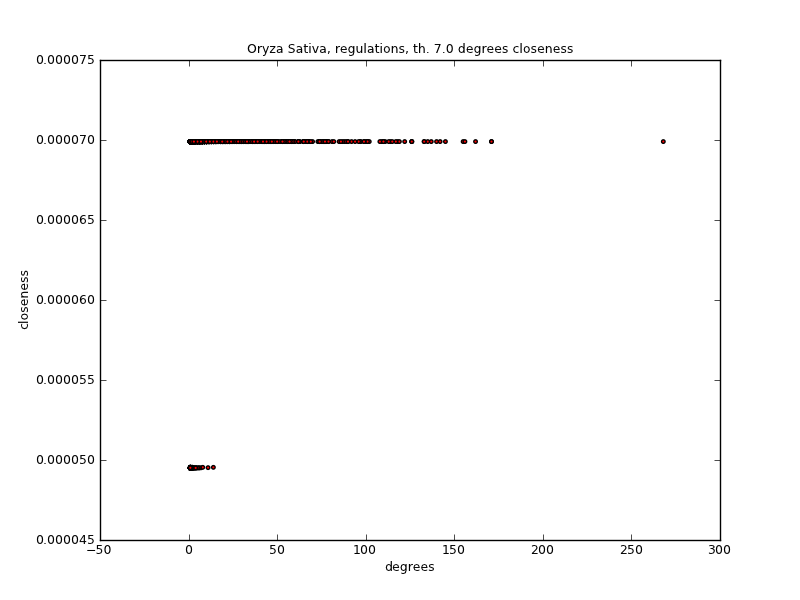 Oryza Sativa, regulations, th. 7.0 degrees closeness
0.000075
0.000070
0.000065
0.000060
0.000055
0.000050
0.000045
closeness
−50 0 50 100 150 200 250 300
degrees